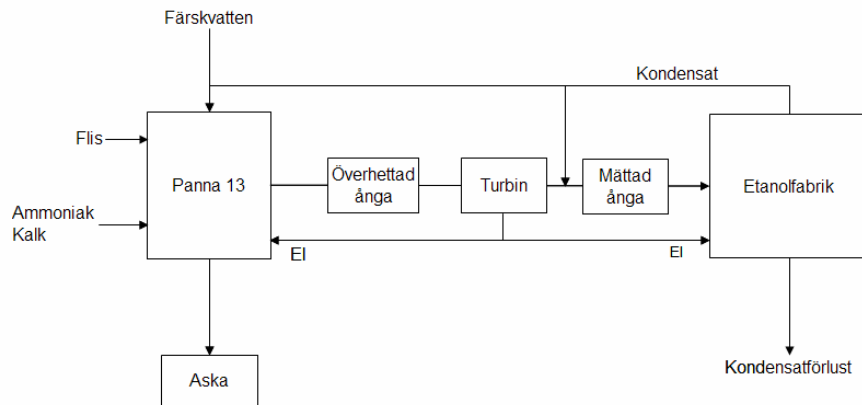 Färskvatten
Kondensat
Flis
Panna 13
Överhettad
ånga
Turbin
Mättad
ånga
Etanolfabrik
Ammoniak
Kalk
El
El
Aska
Kondensatförlust